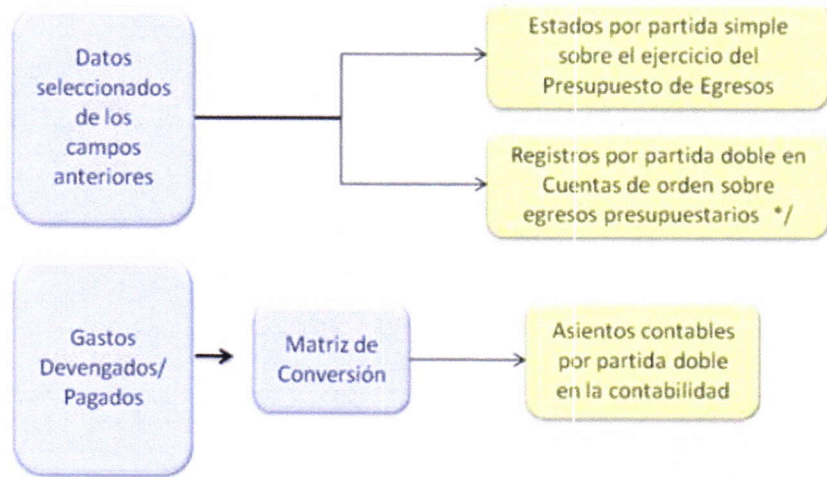 Datos
seleccionados
de los
campos
anteriores
Estados por partida simple
sobre el ejercicio del
Presupuesto de Egresos
Registros por partida doble en
Cuentas de orden sobre
egresos presupuestarios */
Gastos
Devengados/
Pagados
Matriz de
Conversión
Asientos contables
por partida doble
en la contabilidad